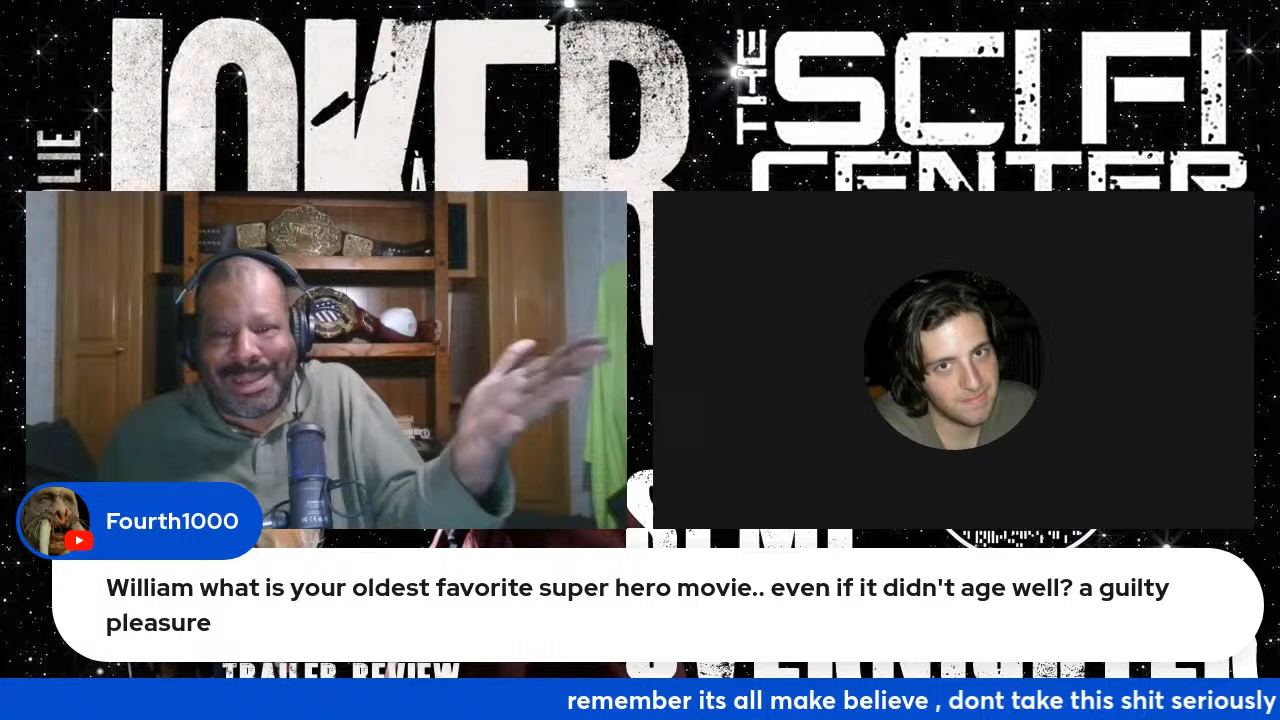 JOKER
THE
SCI FI
CENTER
LIE
À
Fourth1000
William what is your oldest favorite super hero movie.. even if it didn't age well? a guilty
pleasure
TRAILER REVIEW
remember its all make believe , dont take this shit seriously